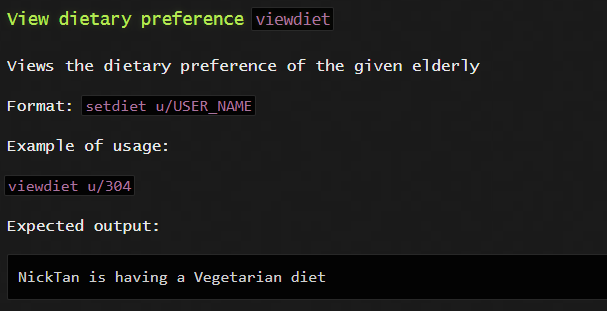 View dietary preference viewdiet
Views the dietary preference of the given elderly
Format: setdiet u/USER_NAME
Example of usage:
viewdiet u/304
Expected output:
NickTan is having a Vegetarian diet